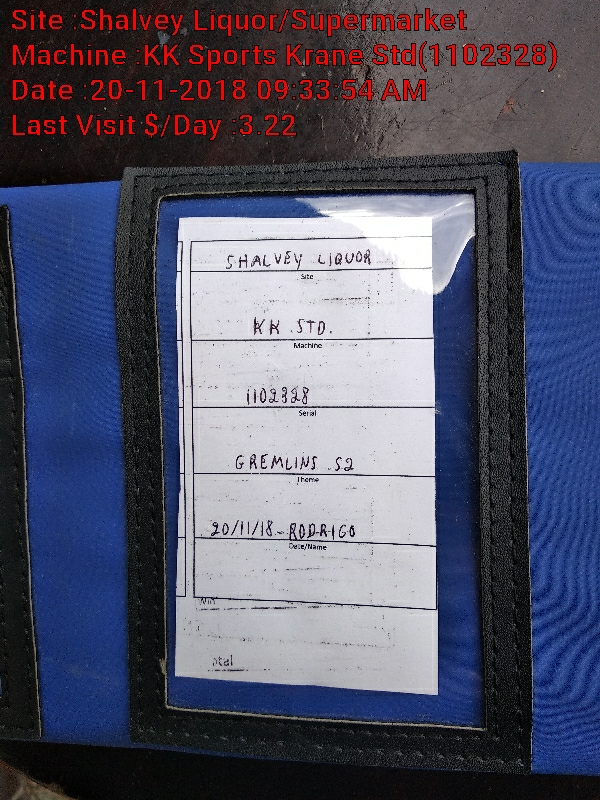 Site :Shalvey Liquor/Supermarket
Machine :KK Sports Krane Std(1102328)
Date :20-11-2018 09:33:54 AM
Last Visit $/Day :3.22
SHALVEY LIQUOR
Site
KK STD.
Machine
1102328
Serial
GREMLINS S2
Theme
20/11/18-RODRIGO
Date/Name